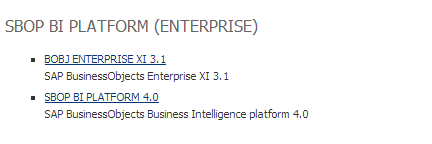 SBOP BI PLATFORM (ENTERPRISE)
BOBJ ENTERPRISE XI 3.1
SAP BusinessObjects Enterprise XI 3.1
SBOP BI PLATFORM 4.0
SAP BusinessObjects Business Intelligence platform 4.0